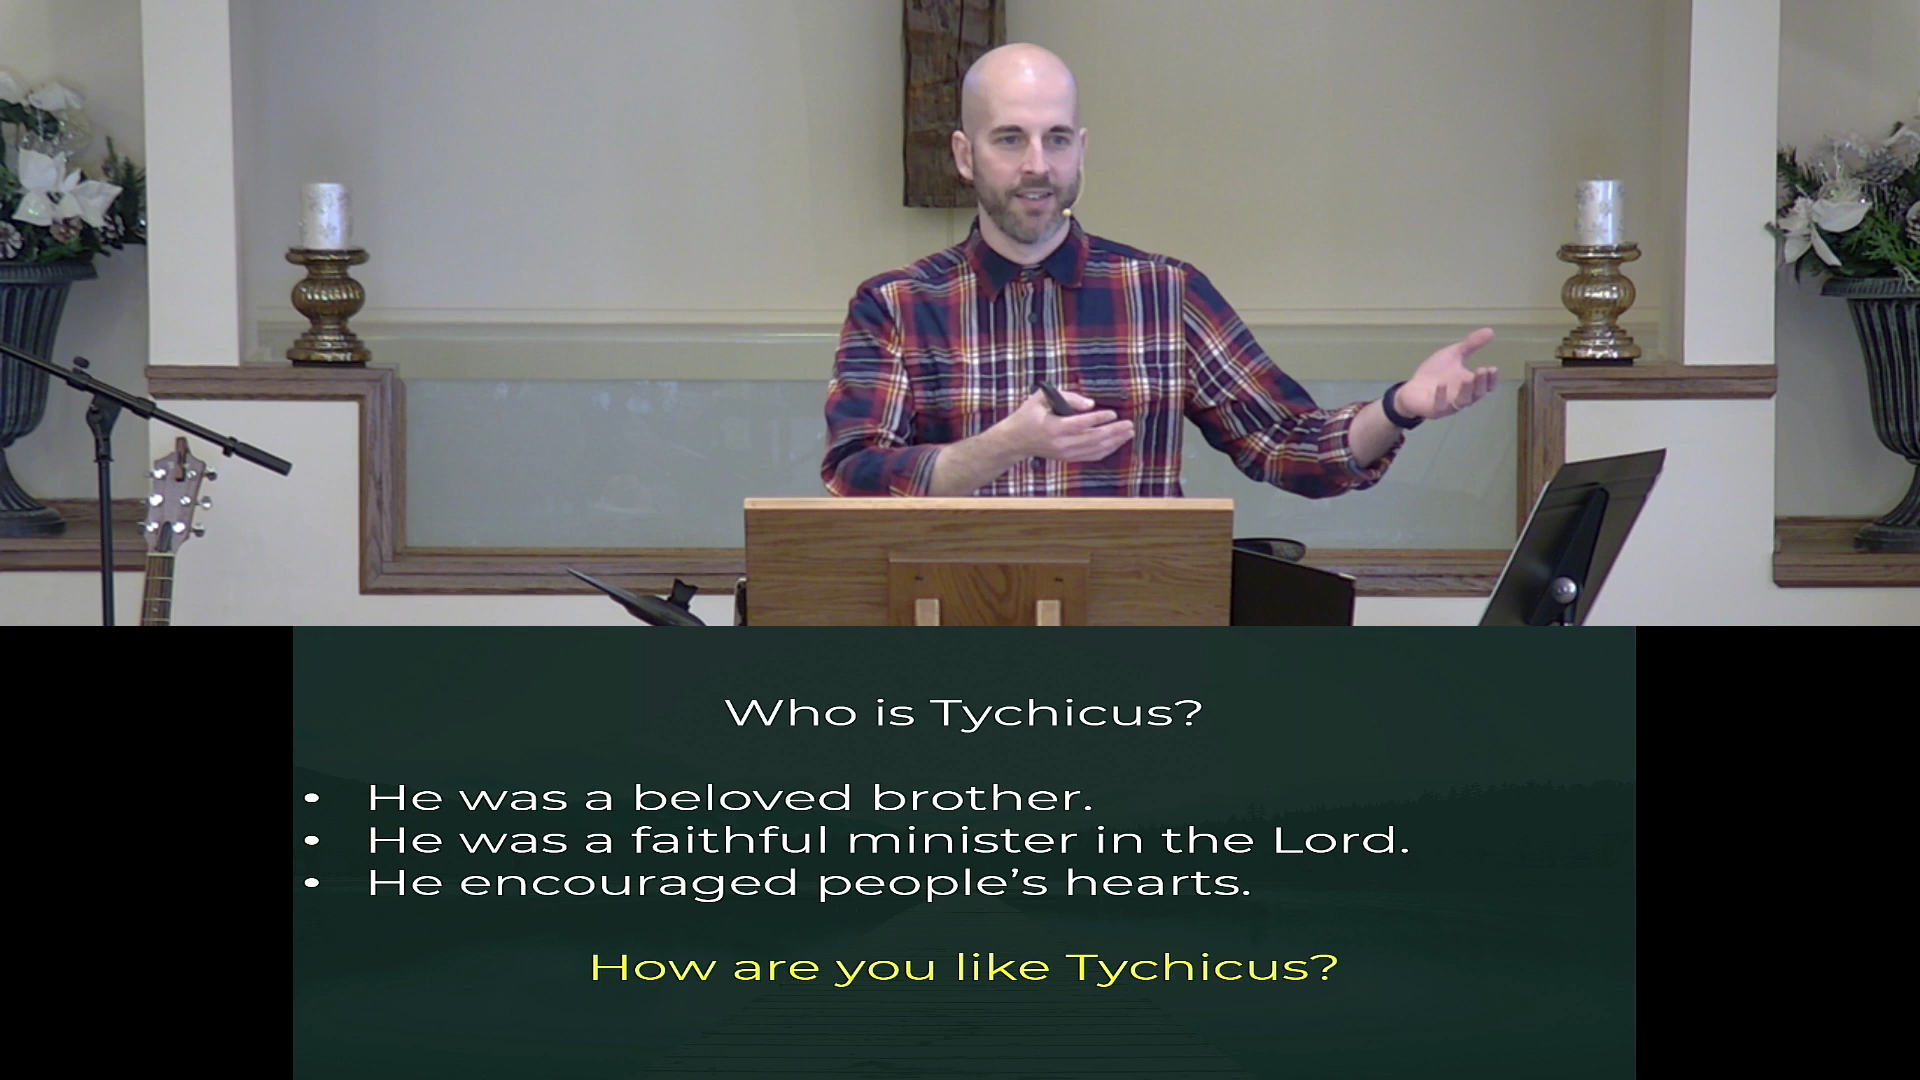 Who is Tychicus?
• He was a beloved brother.
• He was a faithful minister in the Lord.
• He encouraged people’s hearts.
How are you like Tychicus?